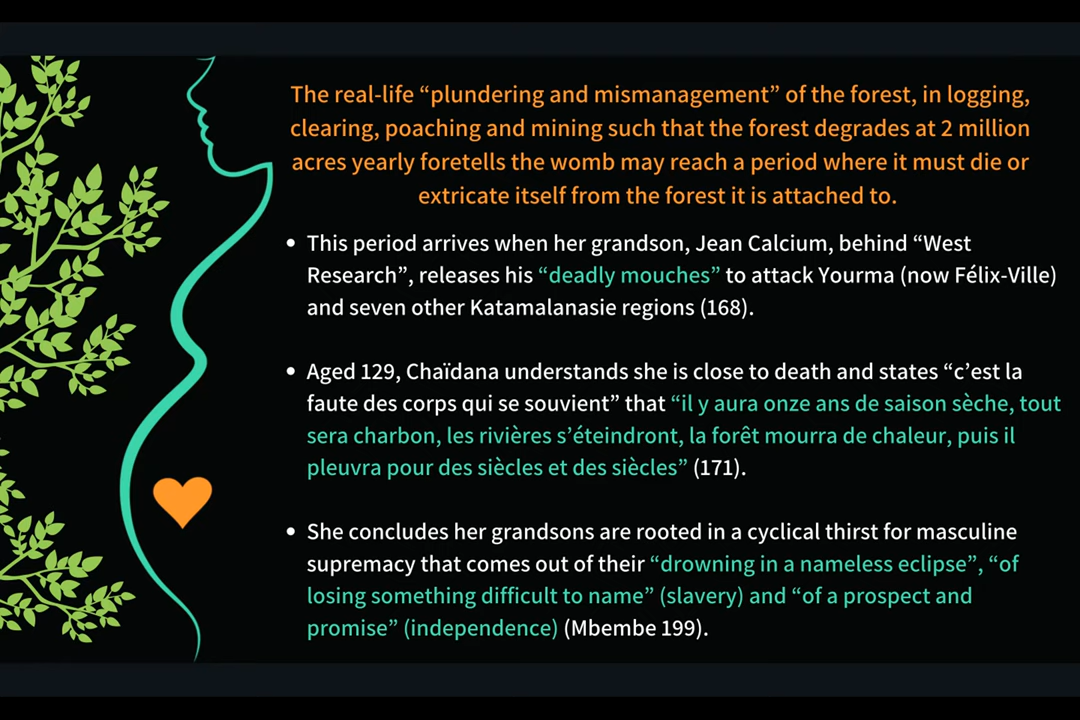 The real-life “plundering and mismanagement” of the forest, in logging,
clearing, poaching and mining such that the forest degrades at 2 million
acres yearly foretells the womb may reach a period where it must die or
extricate itself from the forest it is attached to.
• This period arrives when her grandson, Jean Calcium, behind “West
Research”, releases his “deadly mouches” to attack Yourma (now Félix-Ville)
and seven other Katamalanasie regions (168).
• Aged 129, Chaïdana understands she is close to death and states “c’est la
faute des corps qui se souvient” that “il y aura onze ans de saison sèche, tout
sera charbon, les rivières s’éteindront, la forêt mourra de chaleur, puis il
pleuvra pour des siècles et des siècles” (171).
• She concludes her grandsons are rooted in a cyclical thirst for masculine
supremacy that comes out of their “drowning in a nameless eclipse”, “of
losing something difficult to name” (slavery) and “of a prospect and
promise” (independence) (Mbembe 199).